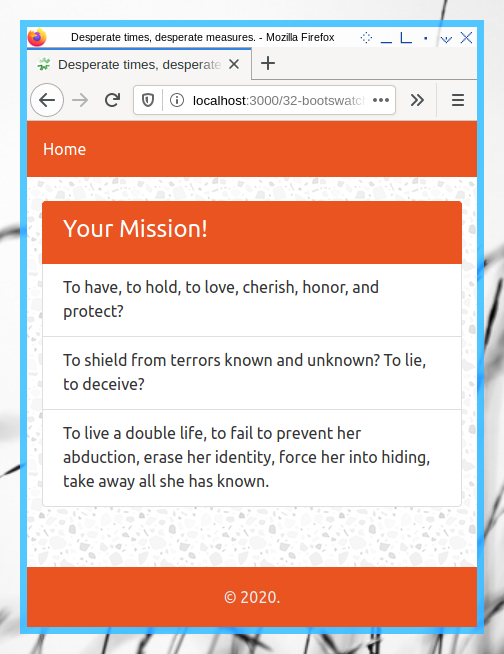 Desperate times, desperate measures. - Mozilla Firefox
Desperate times, desperate
localhost:3000/32-bootswatc
Home
Your Mission!
To have, to hold, to love, cherish, honor, and
protect?
To shield from terrors known and unknown? To lie,
to deceive?
To live a double life, to fail to prevent her
abduction, erase her identity, force her into hiding,
take away all she has known.
© 2020.